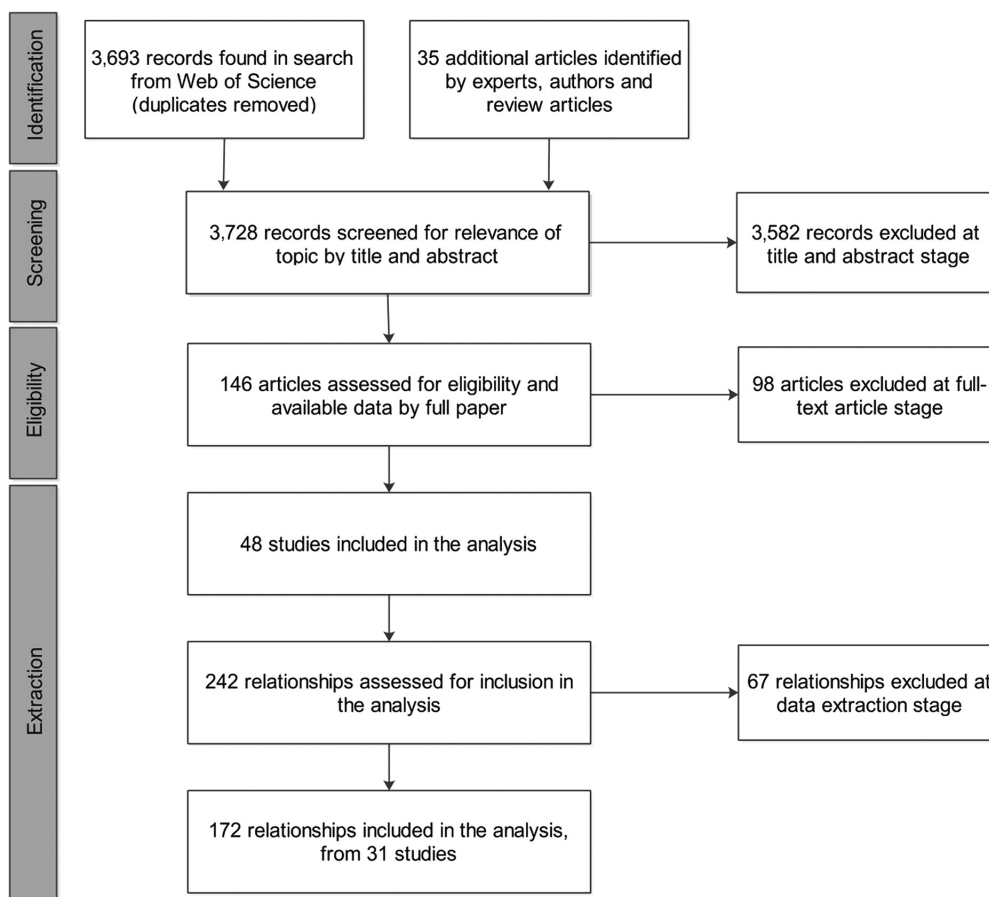 Identification
3,693 records found in search
from Web of Science
(duplicates removed)
35 additional articles identified
by experts, authors and
review articles
Screening
3,728 records screened for relevance of
topic by title and abstract
3,582 records excluded at
title and abstract stage
Eligibility
146 articles assessed for eligibility and
available data by full paper
98 articles excluded at full-
text article stage
Extraction
48 studies included in the analysis
242 relationships assessed for inclusion in
the analysis
67 relationships excluded at
data extraction stage
172 relationships included in the analysis,
from 31 studies